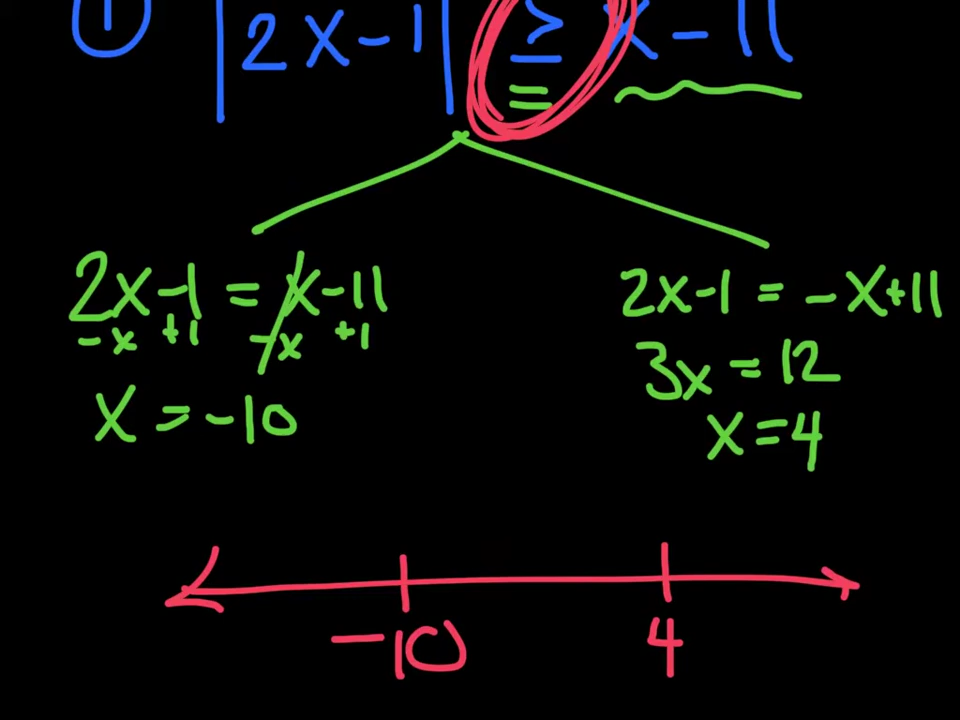 ① |2x-1| ≥ x-11
=
2x-1 = x-11
-x +1 -x +1
x = -10
2x-1 = -x+11
3x = 12
x = 4
-10 4